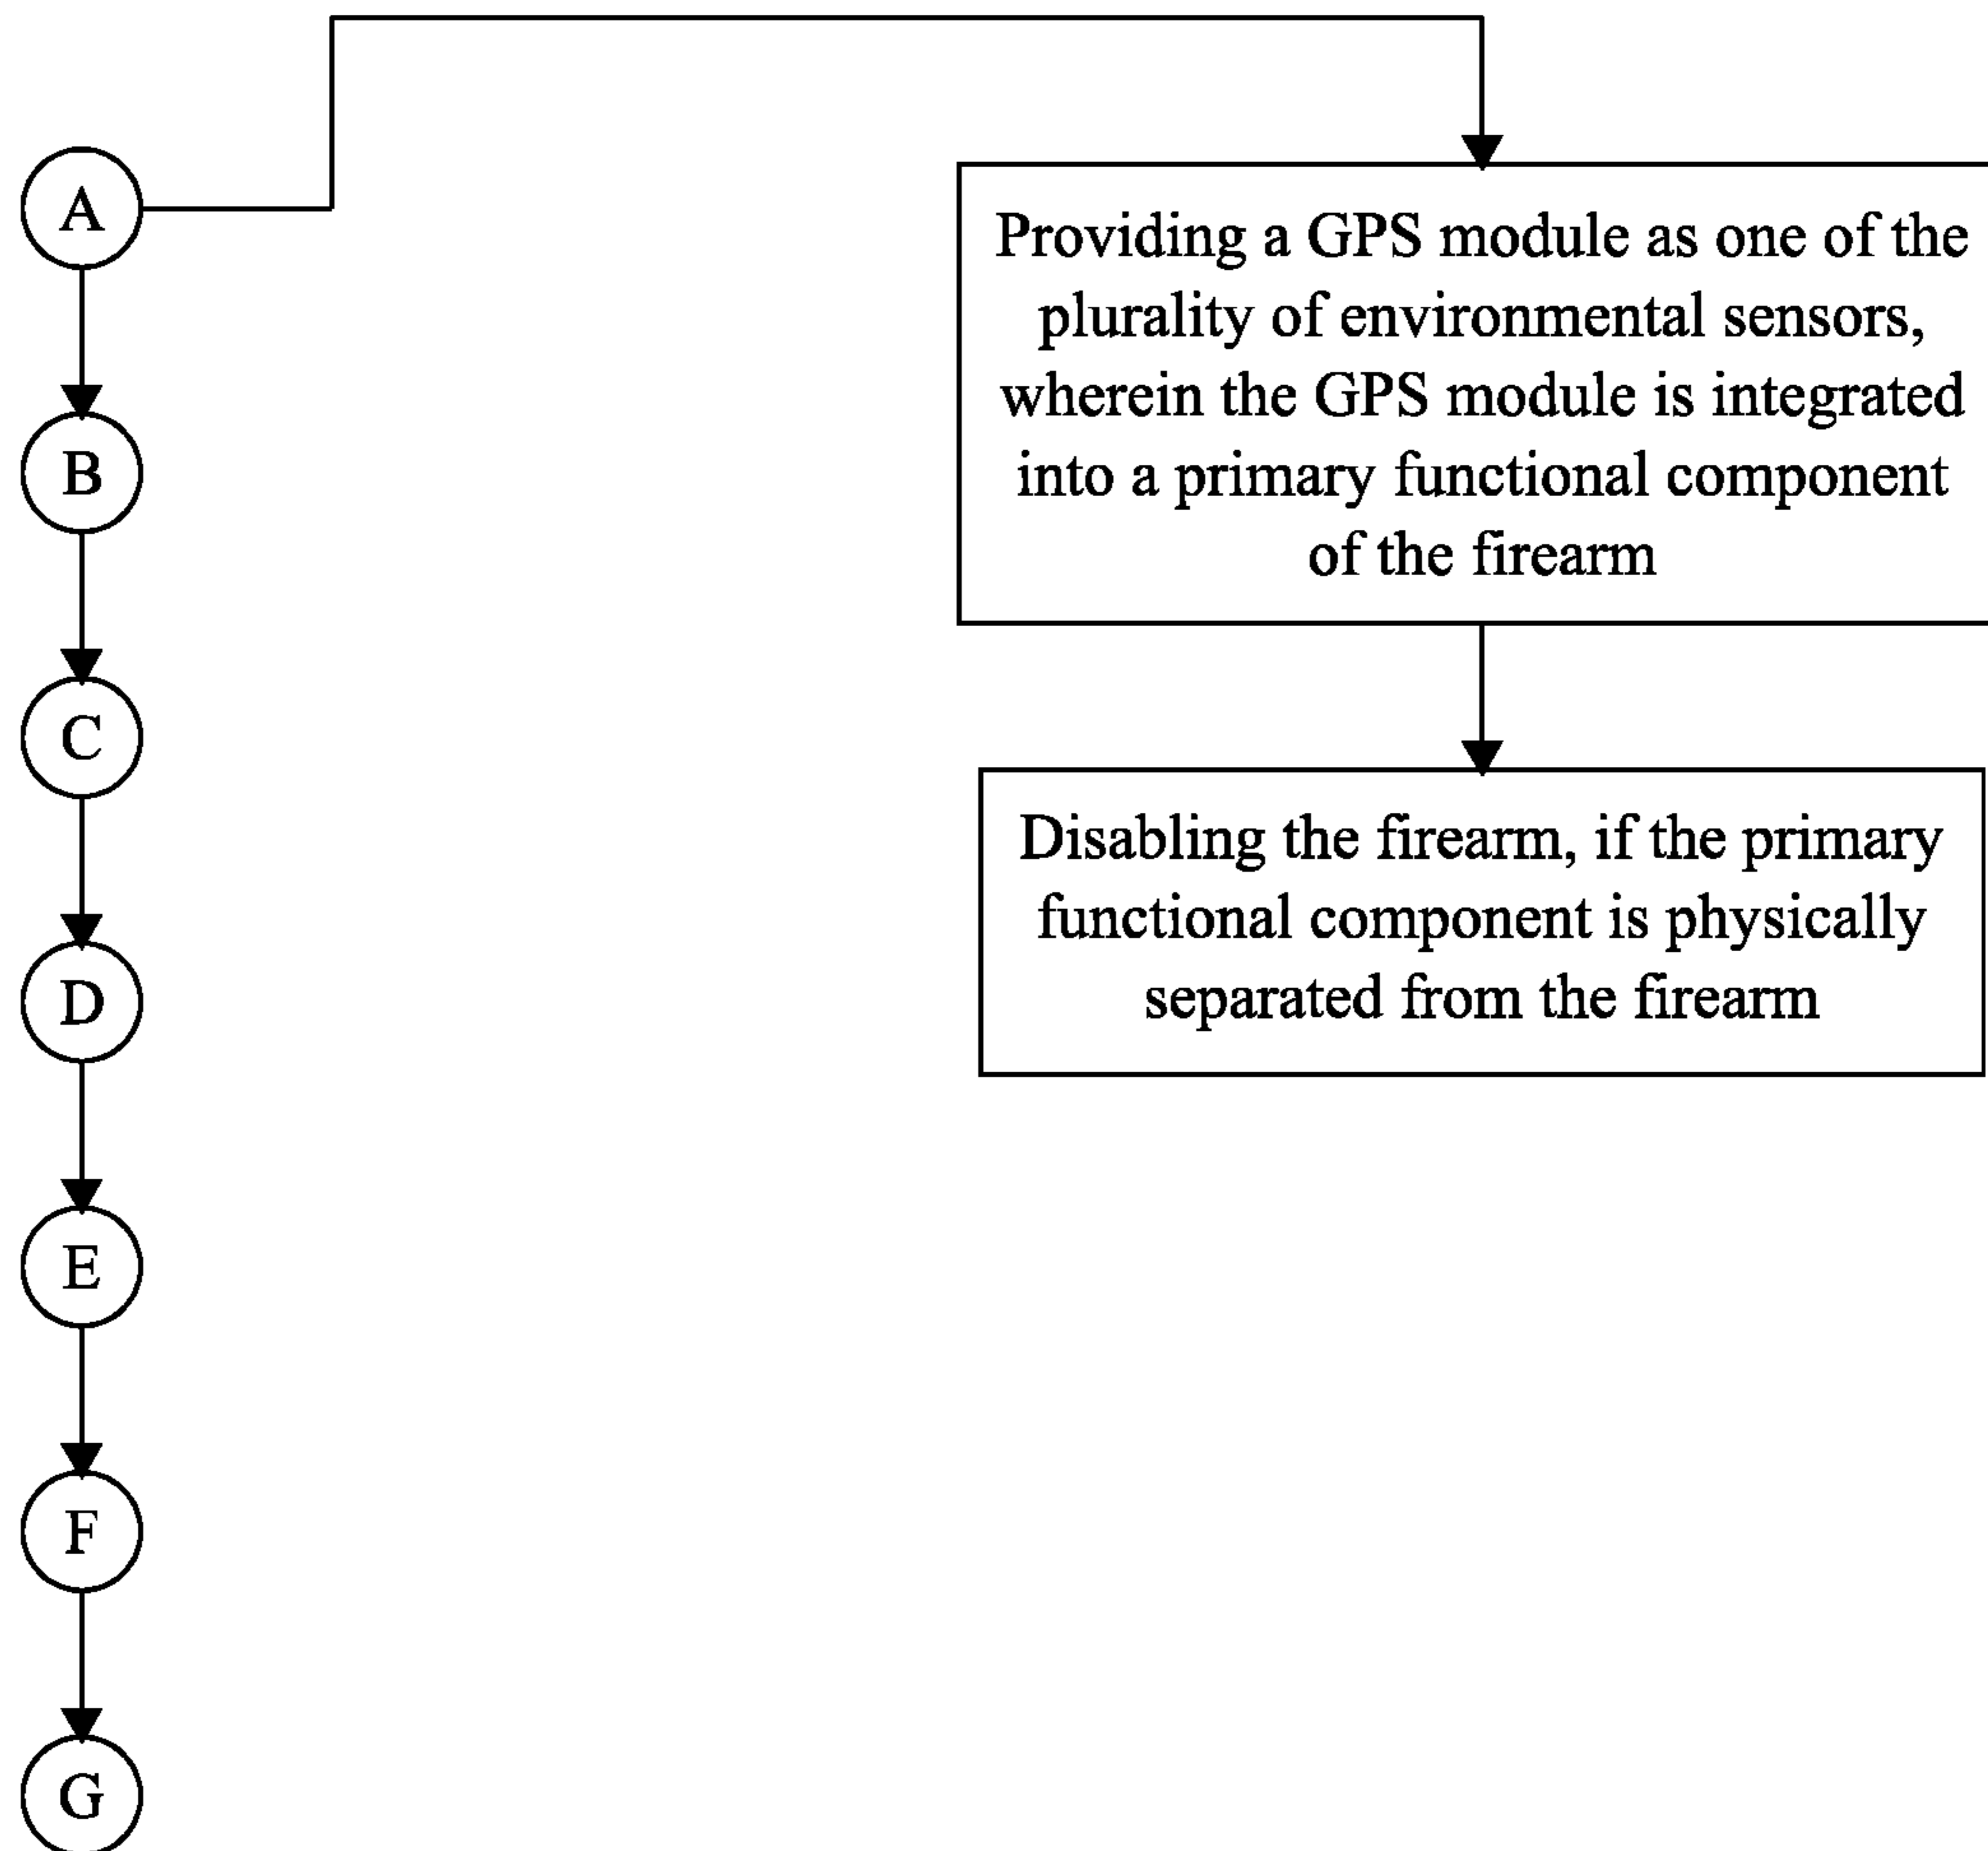 A
Providing a GPS module as one of the
plurality of environmental sensors,
wherein the GPS module is integrated
into a primary functional component
of the firearm
B
C
Disabling the firearm, if the primary
functional component is physically
separated from the firearm
D
E
F
G